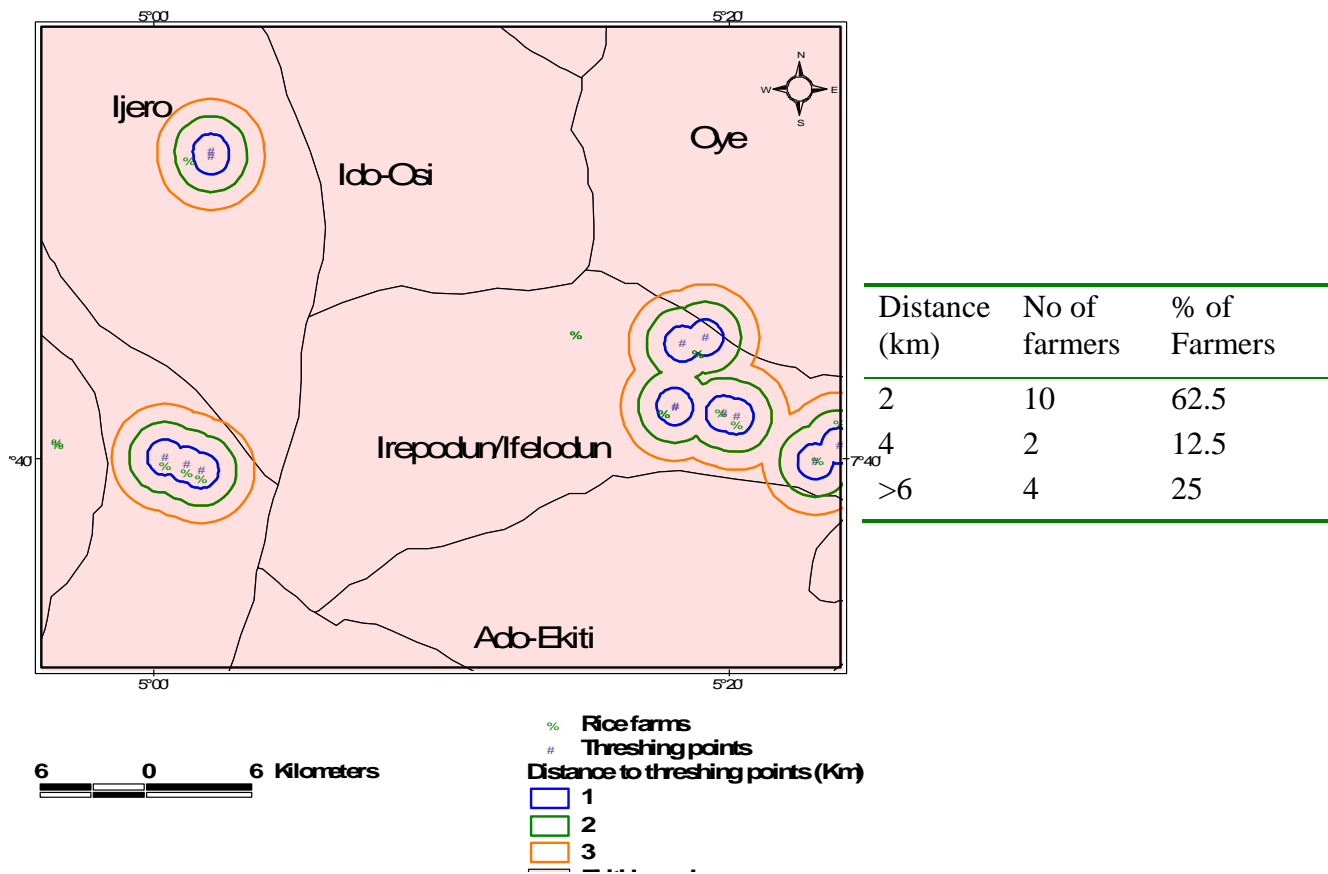 5°00' 5°20'
N
W E
S
Ijero
Oye
Ido-Osi
Irepodun/Ifelodun
°40' 7°40'
Ado-Ekiti
5°00' 5°20'
% Rice farms
# Threshing points
6 0 6 Kilometers
Distance to threshing points (Km)
1
2
3
Distance No of % of
(km) farmers Farmers
2 10 62.5
4 2 12.5
>6 4 25